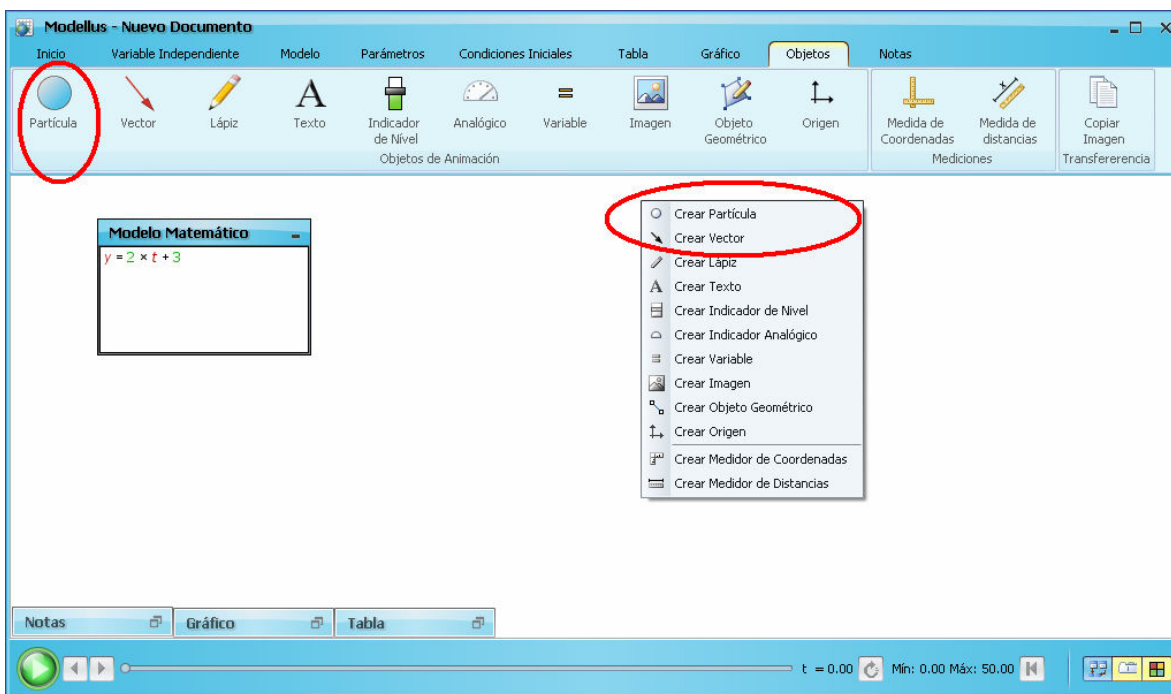 Modellus - Nuevo Documento
Inicio Variable Independiente Modelo Parámetros Condiciones Iniciales Tabla Gráfico Objetos Notas
Partícula Vector Lápiz Texto Indicador de Nível Analógico Variable Imagen Objeto Geométrico Origen Medida de Coordenadas Medida de distancias Copiar Imagen
Objetos de Animación Mediciones Transfererencia
Modelo Matemático
y = 2 × t + 3
Crear Partícula
Crear Vector
Crear Lápiz
Crear Texto
Crear Indicador de Nivel
Crear Indicador Analógico
Crear Variable
Crear Imagen
Crear Objeto Geométrico
Crear Origen
Crear Medidor de Coordenadas
Crear Medidor de Distancias
Notas Gráfico Tabla
t = 0.00 Mín: 0.00 Máx: 50.00